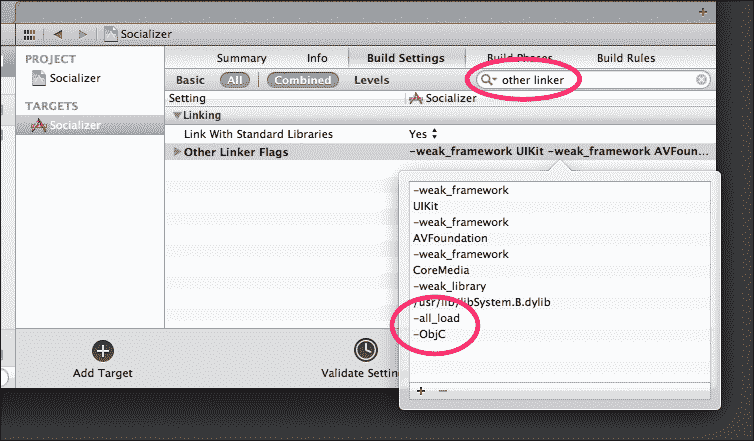 Socializer
PROJECT
Socializer
TARGETS
Socializer
Summary Info Build Settings Build Phases Build Rules
Basic All Combined Levels other linker
Setting Socializer
Linking
Link With Standard Libraries Yes
Other Linker Flags -weak_framework UIKit -weak_framework AVFoun...
-weak_framework
UIKit
-weak_framework
AVFoundation
-weak_framework
CoreMedia
-weak_library
/usr/lib/libSystem.B.dylib
-all_load
-ObjC
Add Target
Validate Settin